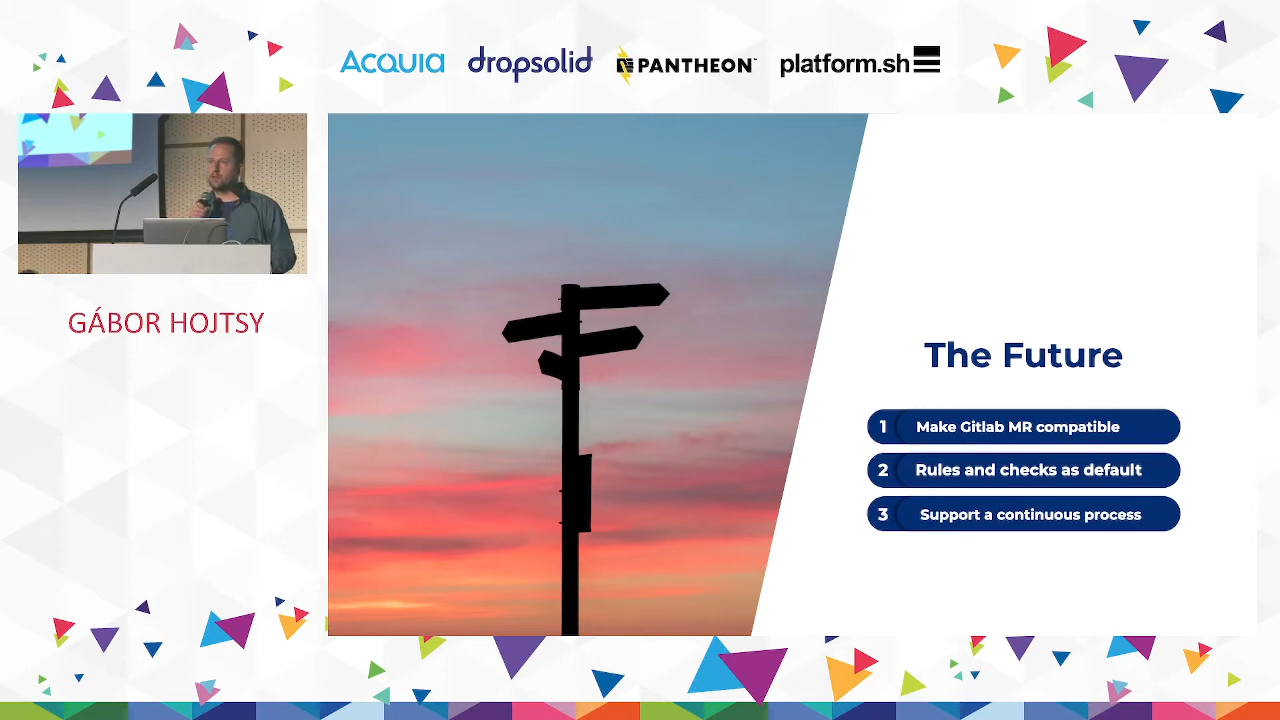 ACQUIA dropsolid PANTHEON platform.sh
GÁBOR HOJTSY
The Future
1 Make Gitlab MR compatible
2 Rules and checks as default
3 Support a continuous process